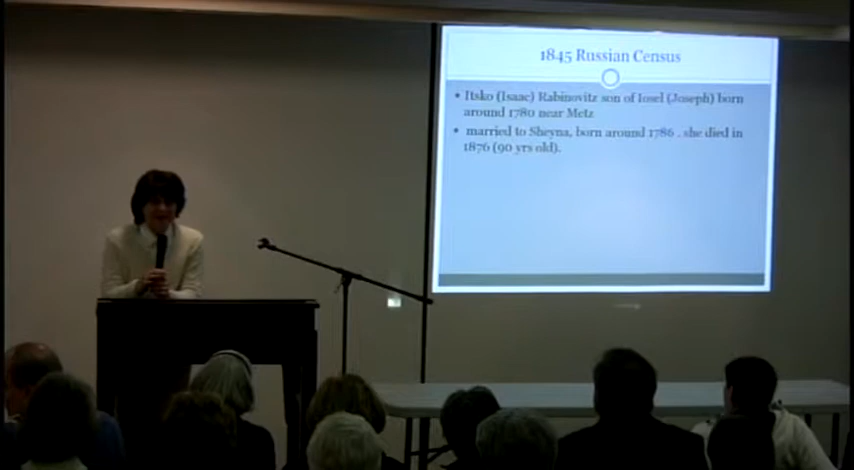 1845 Russian Census
• Itsko (Isaac) Rabinovitz son of Iosel (Joseph) born
around 1780 near Metz
• married to Sheyna, born around 1786 . she died in
1876 (90 yrs old).